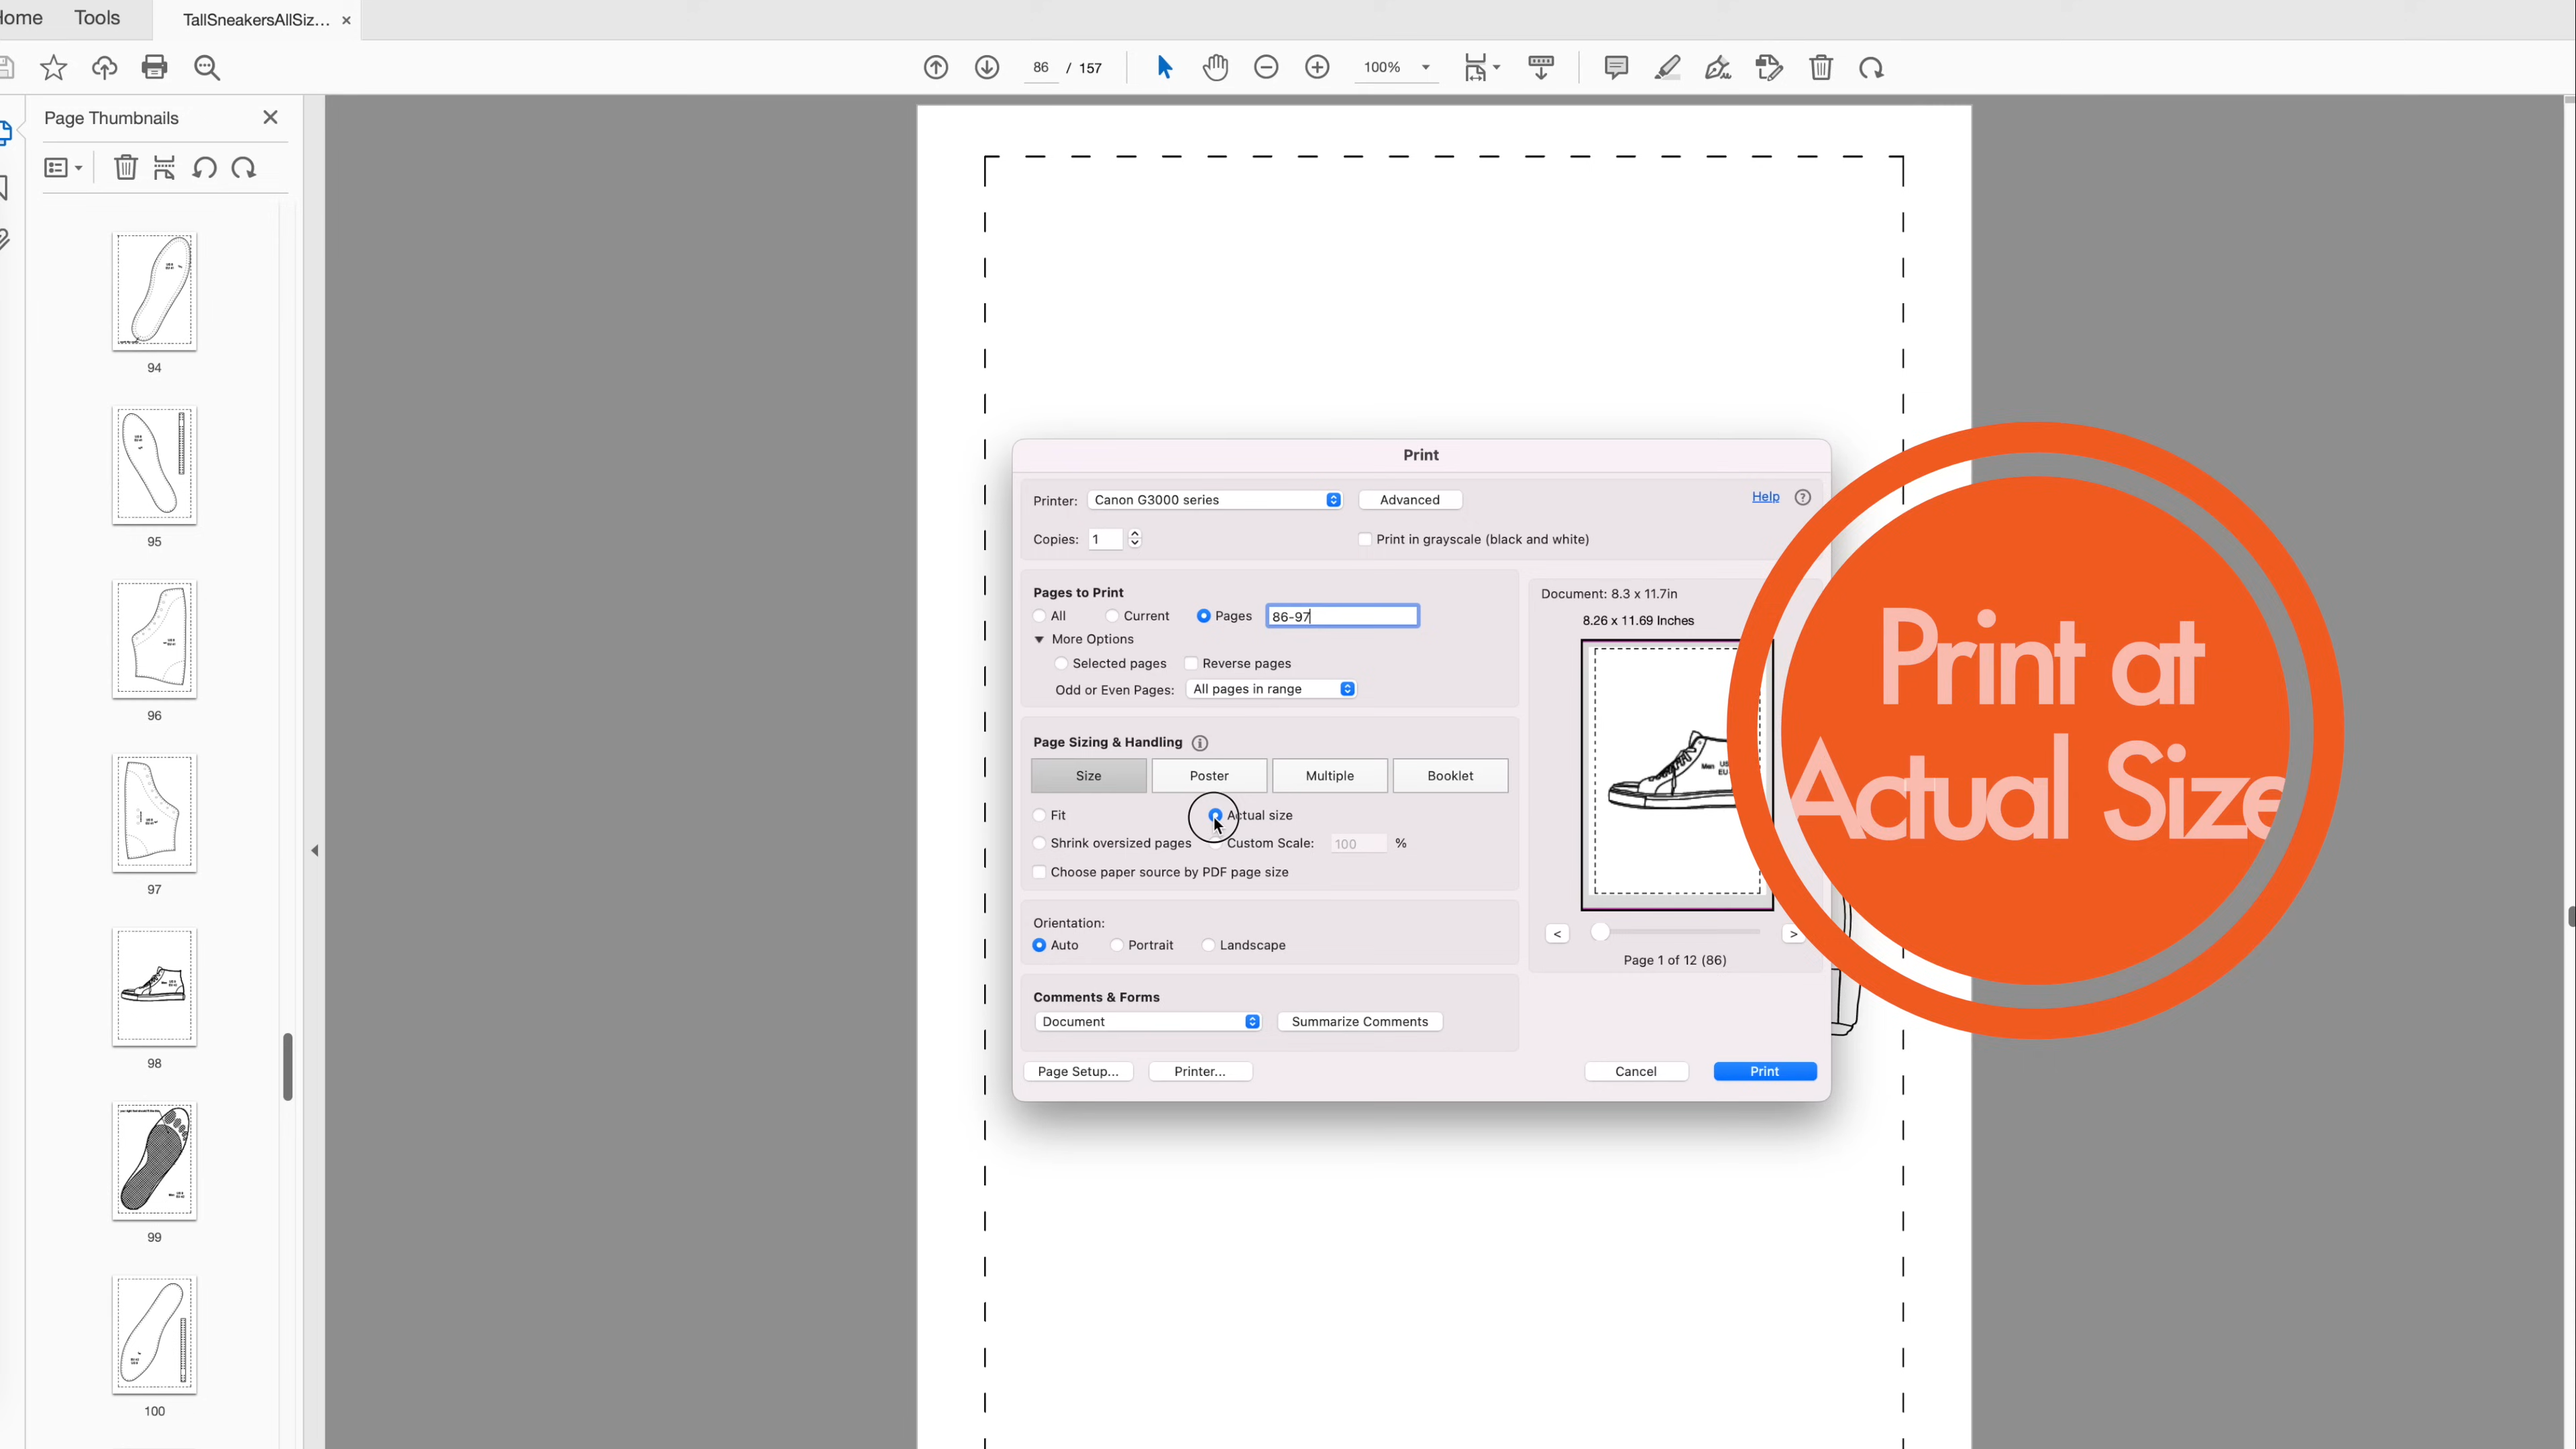 Home Tools TallSneakersAllSiz...
86 / 157 100%
Page Thumbnails
94
95
96
97
98
99
100
Print
Printer: Canon G3000 series Advanced Help ?
Copies: 1 Print in grayscale (black and white)
Pages to Print
All Current Pages 86-97
More Options
Selected pages Reverse pages
Odd or Even Pages: All pages in range
Page Sizing & Handling
Size Poster Multiple Booklet
Fit Actual size
Shrink oversized pages Custom Scale: 100 %
Choose paper source by PDF page size
Orientation:
Auto Portrait Landscape
Comments & Forms
Document Summarize Comments
Page Setup... Printer... Cancel Print
Document: 8.3 x 11.7in
8.26 x 11.69 Inches
Men US
EU
< >
Page 1 of 12 (86)
Print at
Actual Size